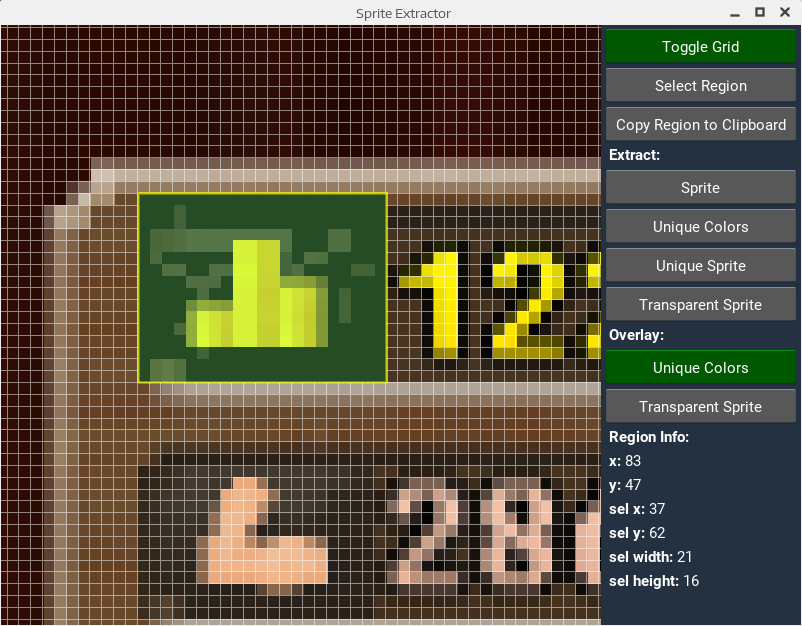 Sprite Extractor
12
Toggle Grid
Select Region
Copy Region to Clipboard
Extract:
Sprite
Unique Colors
Unique Sprite
Transparent Sprite
Overlay:
Unique Colors
Transparent Sprite
Region Info:
x: 83
y: 47
sel x: 37
sel y: 62
sel width: 21
sel height: 16